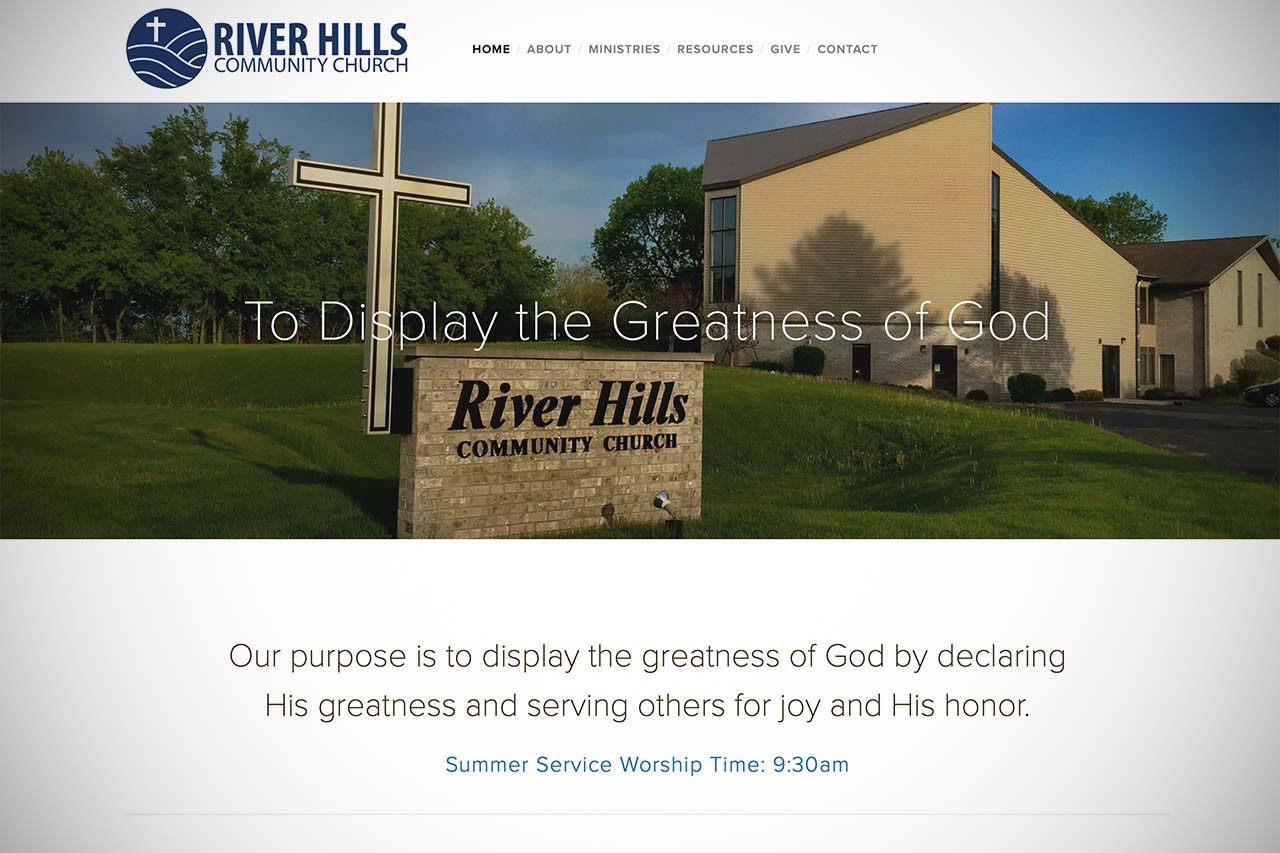 RIVER HILLS
COMMUNITY CHURCH
HOME / ABOUT / MINISTRIES / RESOURCES / GIVE / CONTACT
To Display the Greatness of God
River Hills
COMMUNITY CHURCH
Our purpose is to display the greatness of God by declaring
His greatness and serving others for joy and His honor.
Summer Service Worship Time: 9:30am